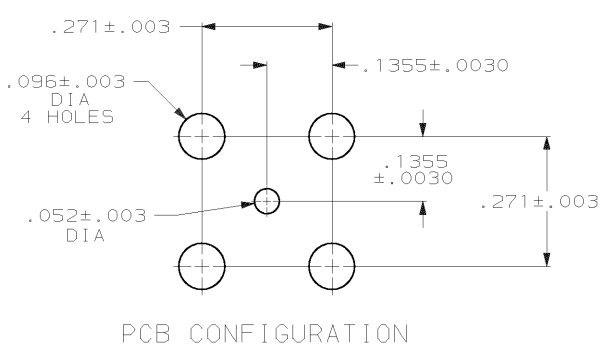 .271±.003
.1355±.0030
.096±.003
DIA
4 HOLES
.1355
±.0030
.271±.003
.052±.003
DIA
PCB CONFIGURATION